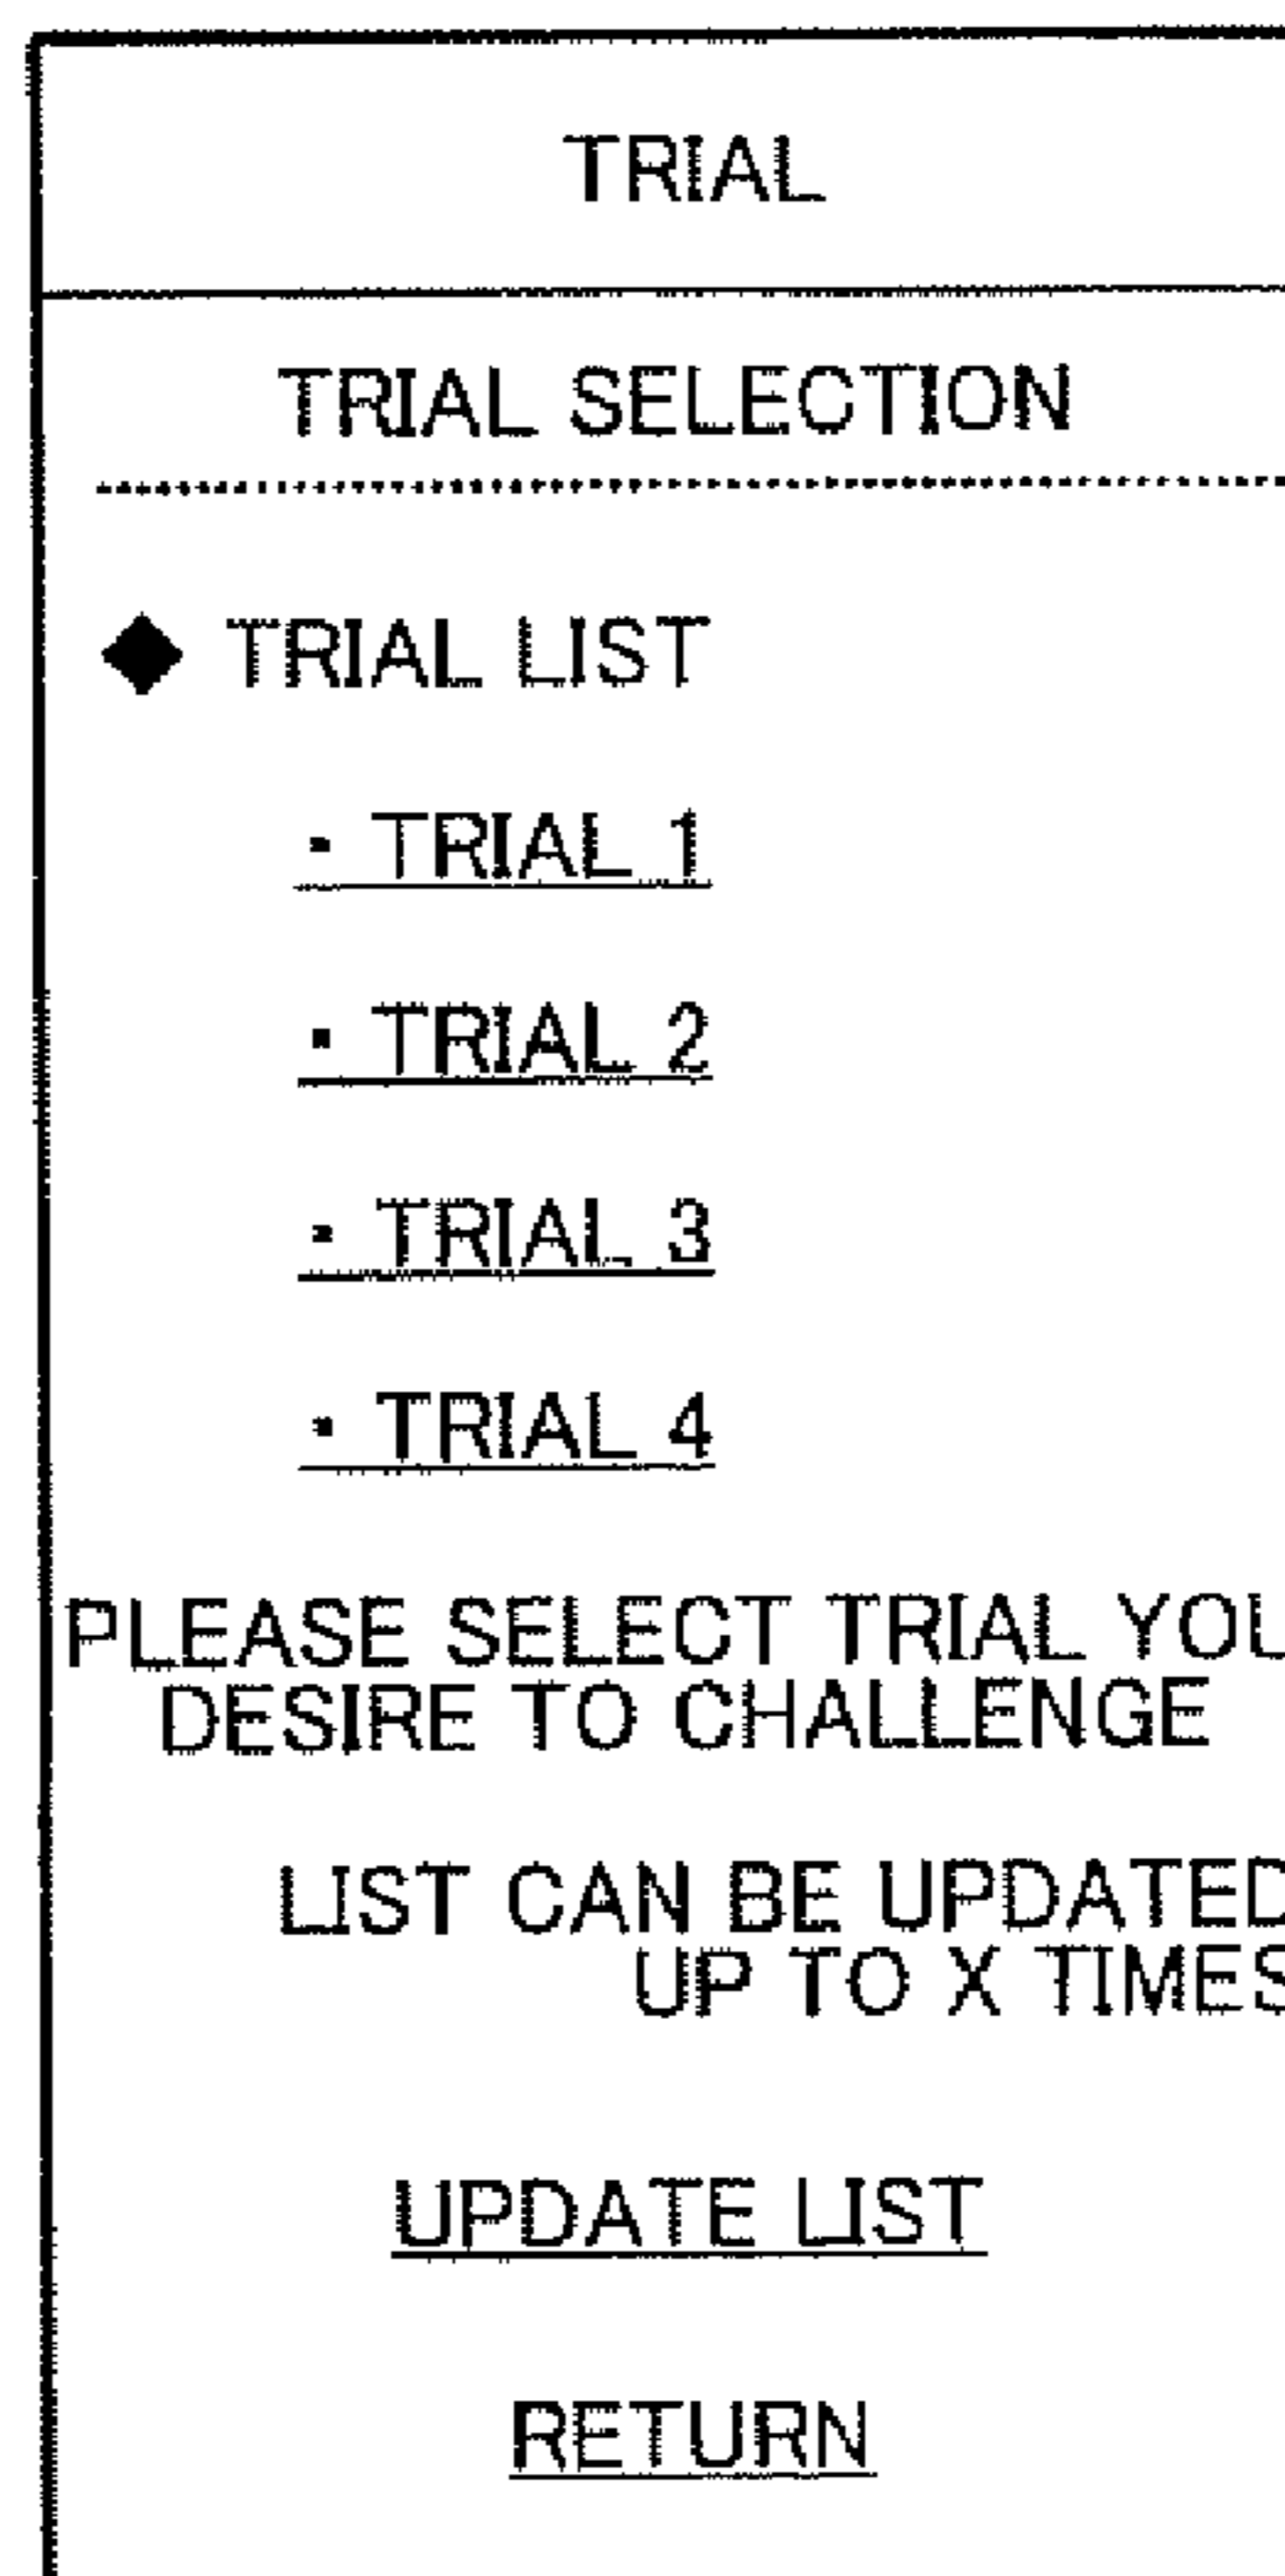 TRIAL
TRIAL SELECTION
◆ TRIAL LIST
・ TRIAL 1
・ TRIAL 2
・ TRIAL 3
・ TRIAL 4
PLEASE SELECT TRIAL YOU
DESIRE TO CHALLENGE
LIST CAN BE UPDATED
UP TO X TIMES
UPDATE LIST
RETURN